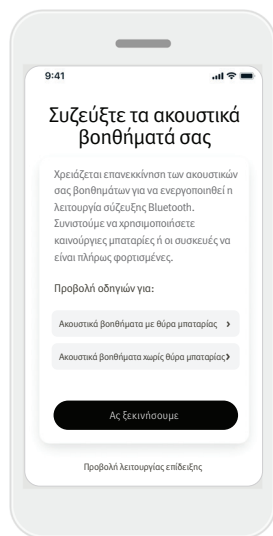 9:41
Συζεύξτε τα ακουστικά
βοηθήματά σας
Χρειάζεται επανεκκίνηση των ακουστικών
σας βοηθημάτων για να ενεργοποιηθεί η
λειτουργία σύζευξης Bluetooth.
Συνιστούμε να χρησιμοποιήσετε
καινούργιες μπαταρίες ή οι συσκευές να
είναι πλήρως φορτισμένες.
Προβολή οδηγιών για:
Ακουστικά βοηθήματα με θύρα μπαταρίας
Ακουστικά βοηθήματα χωρίς θύρα μπαταρίας
Ας ξεκινήσουμε
Προβολή λειτουργίας επίδειξης